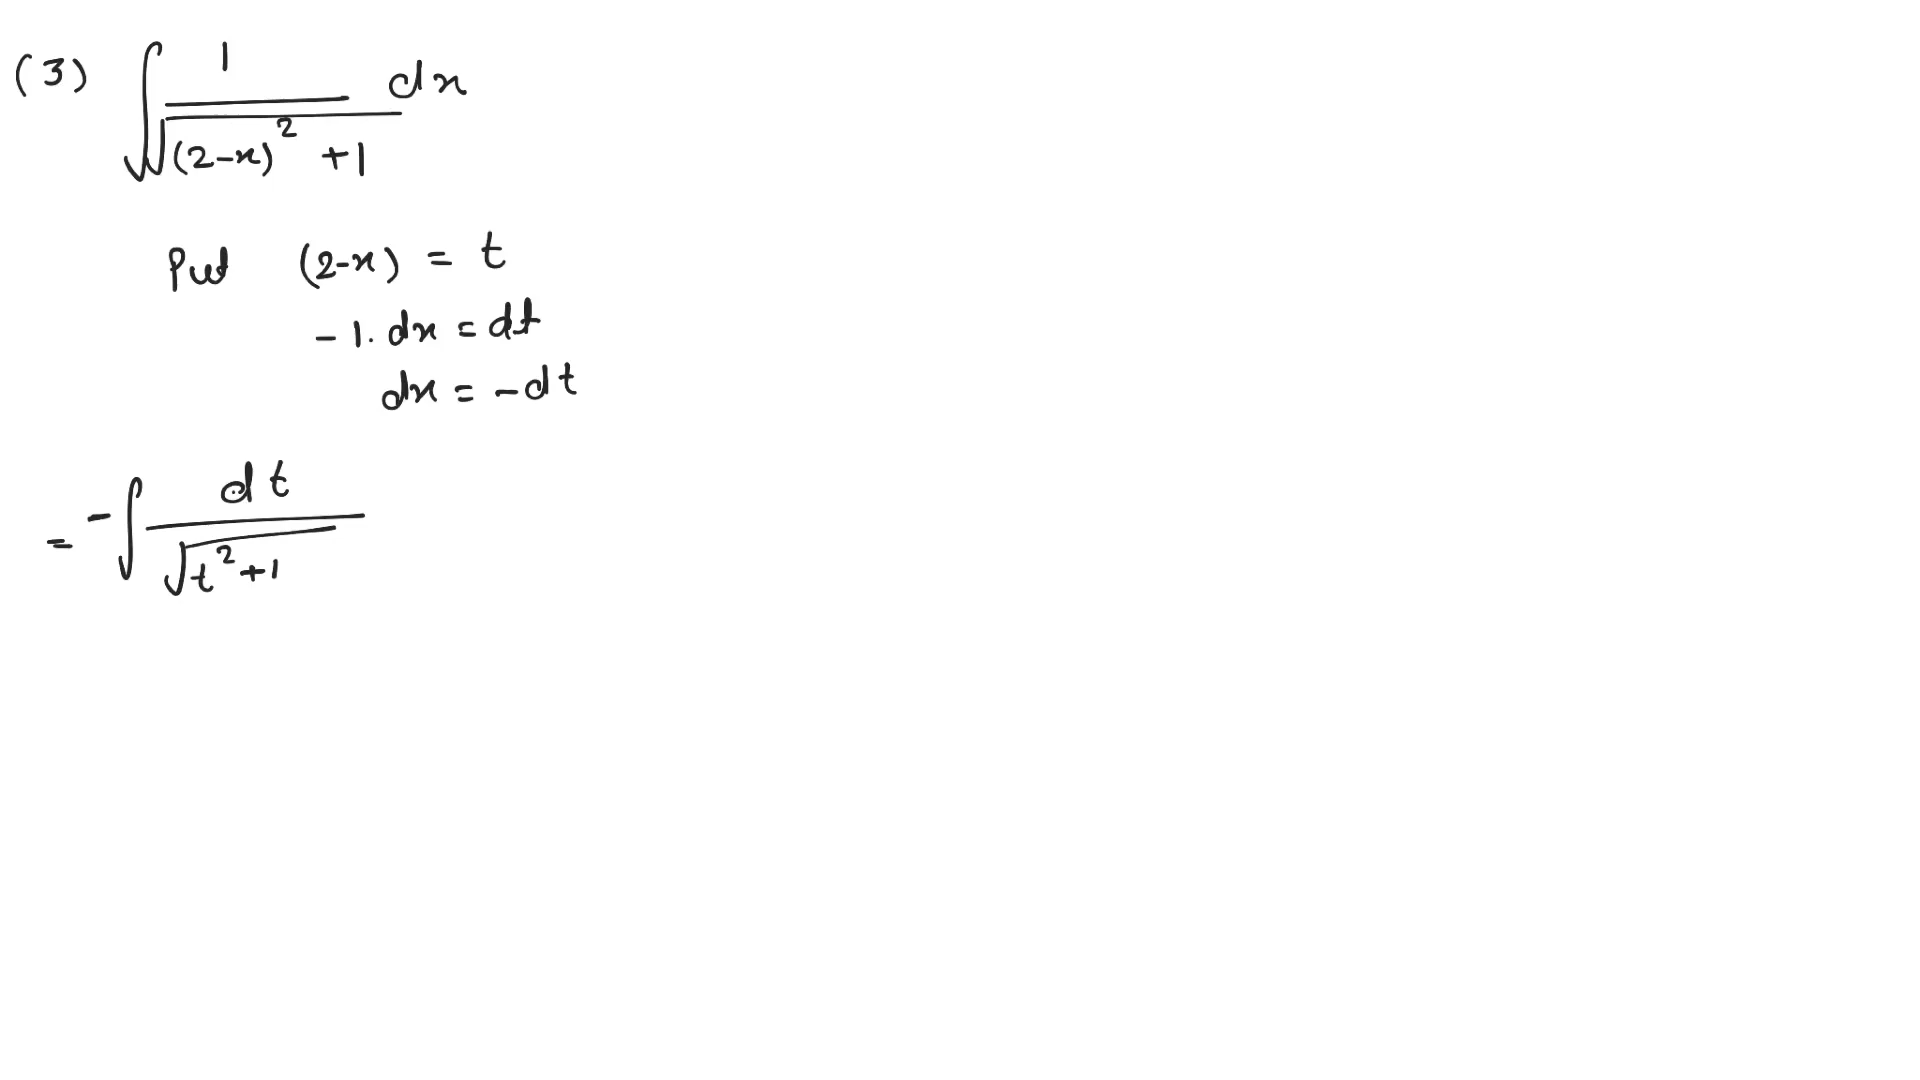 (3) ∫ 1/√((2-x)² + 1) dx
Put (2-x) = t
-1. dx = dt
dx = -dt
= -∫ dt/√(t²+1)